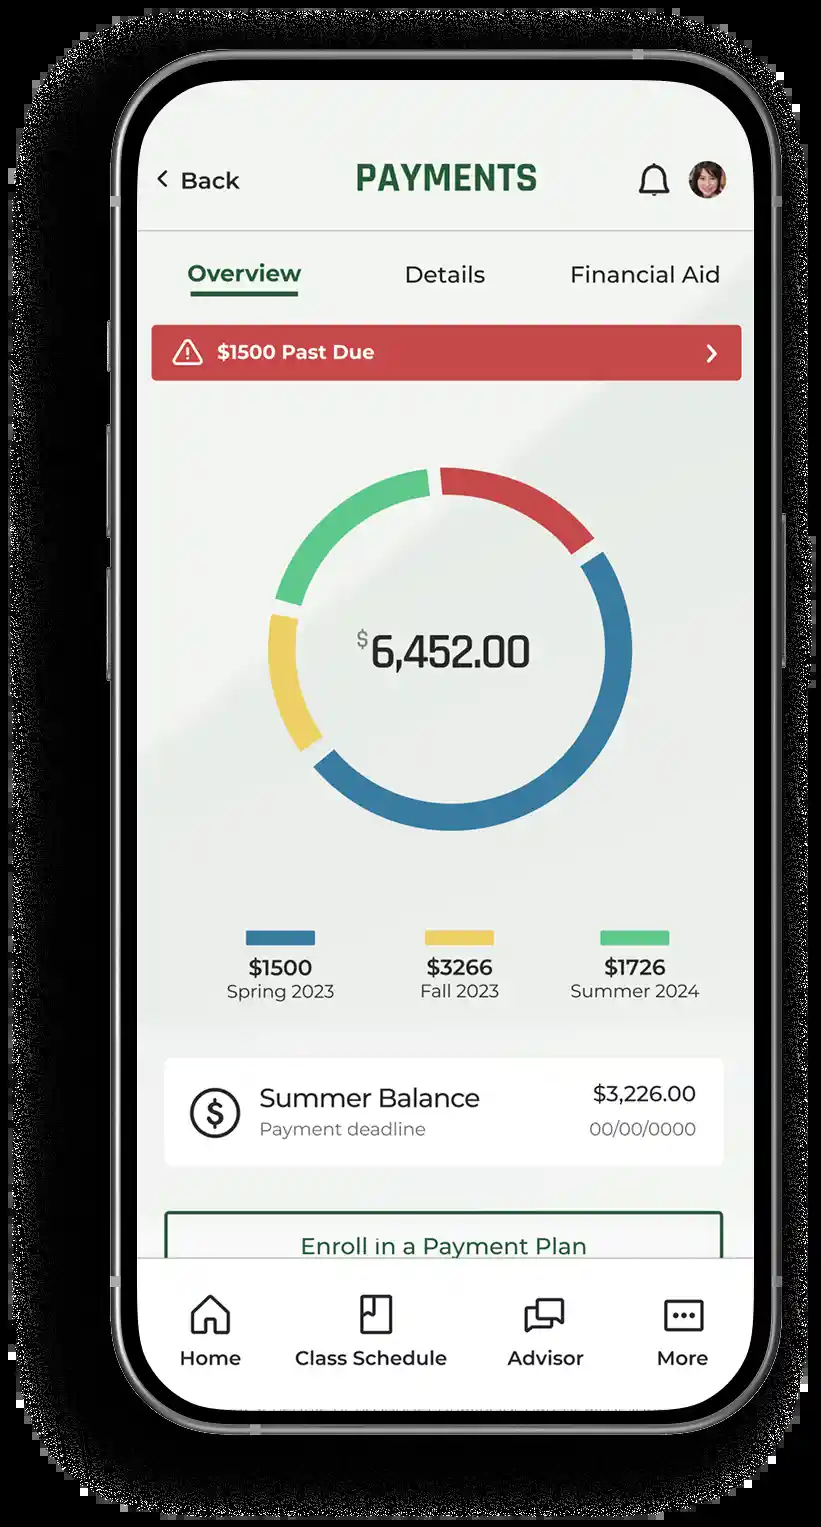 Back
PAYMENTS
Overview
Details
Financial Aid
$1500 Past Due
$6,452.00
$1500
Spring 2023
$3266
Fall 2023
$1726
Summer 2024
Summer Balance
$3,226.00
Payment deadline
00/00/0000
Enroll in a Payment Plan
Home
Class Schedule
Advisor
More